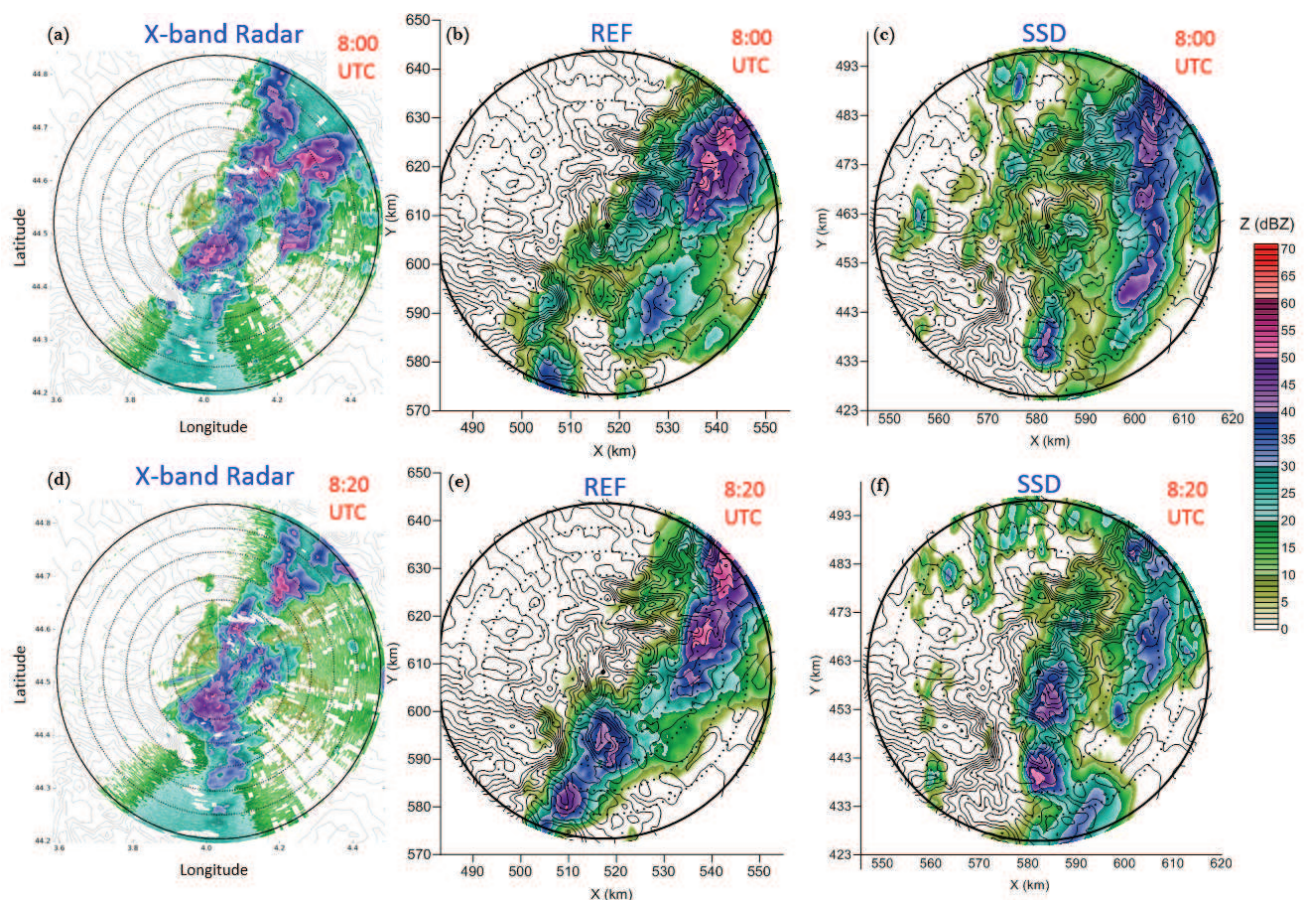 (a) X-band Radar 8:00 UTC
Latitude
44.8
44.7
44.6
44.5
44.4
44.3
44.2
3.6 3.8 4.0 4.2 4.4
Longitude
(b) REF 8:00 UTC
Y (km)
650
640
630
620
610
600
590
580
570
490 500 510 520 530 540 550
X (km)
(c) SSD 8:00 UTC
Y (km)
493
483
473
463
453
443
433
423
550 560 570 580 590 600 610 620
X (km)
Z (dBZ)
70
65
60
55
50
45
40
35
30
25
20
15
10
5
0
(d) X-band Radar 8:20 UTC
Latitude
44.8
44.7
44.6
44.5
44.4
44.3
44.2
3.6 3.8 4.0 4.2 4.4
Longitude
(e) REF 8:20 UTC
Y (km)
650
640
630
620
610
600
590
580
570
490 500 510 520 530 540 550
X (km)
(f) SSD 8:20 UTC
Y (km)
493
483
473
463
453
443
433
423
550 560 570 580 590 600 610 620
X (km)